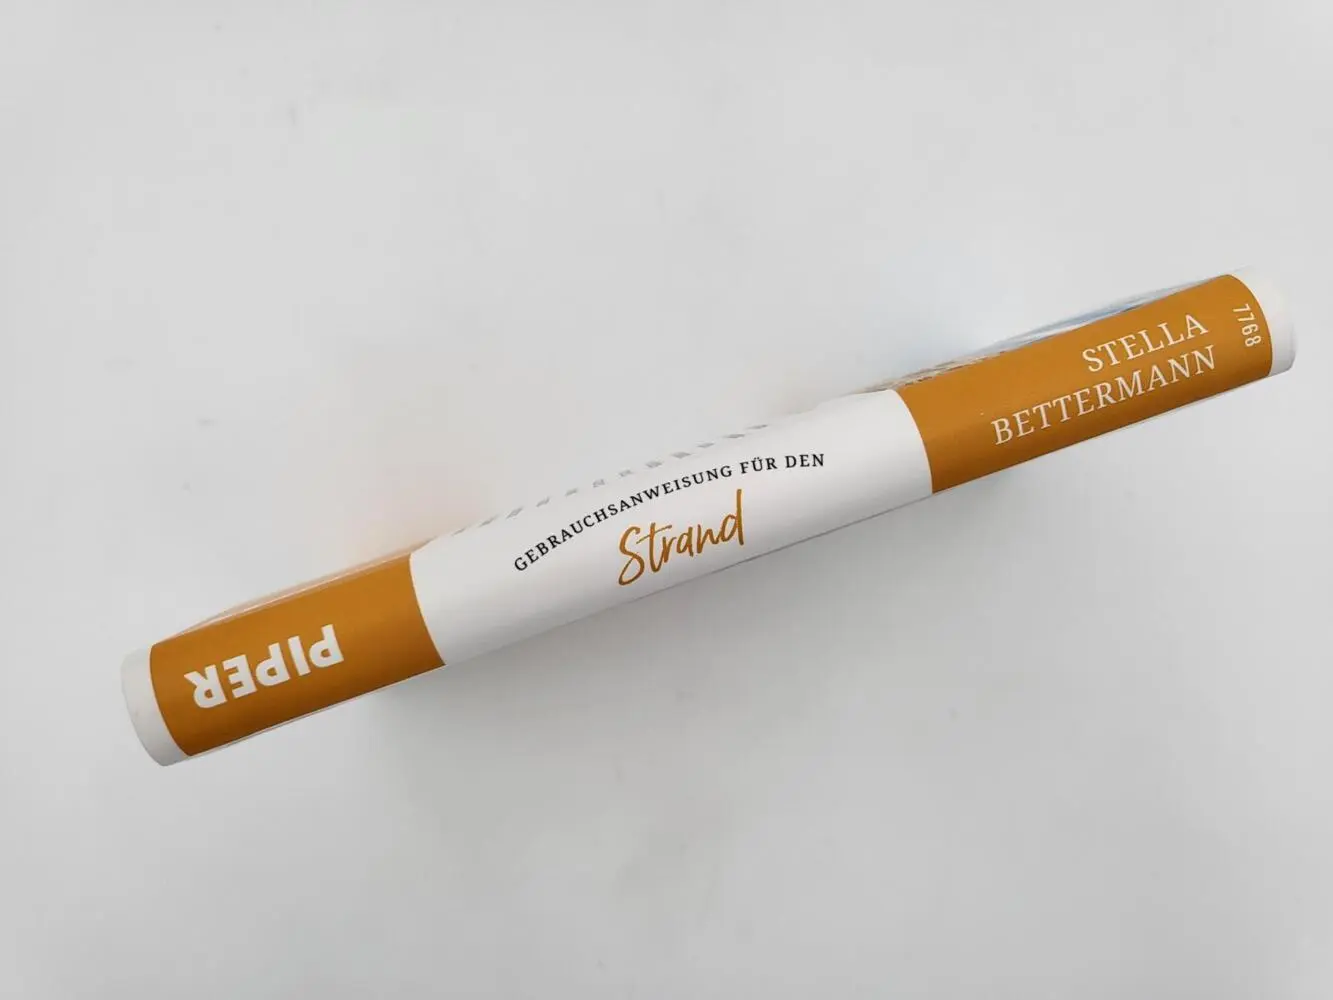 PIPER
GEBRAUCHSANWEISUNG FÜR DEN
Strand
STELLA
BETTERMANN
7768